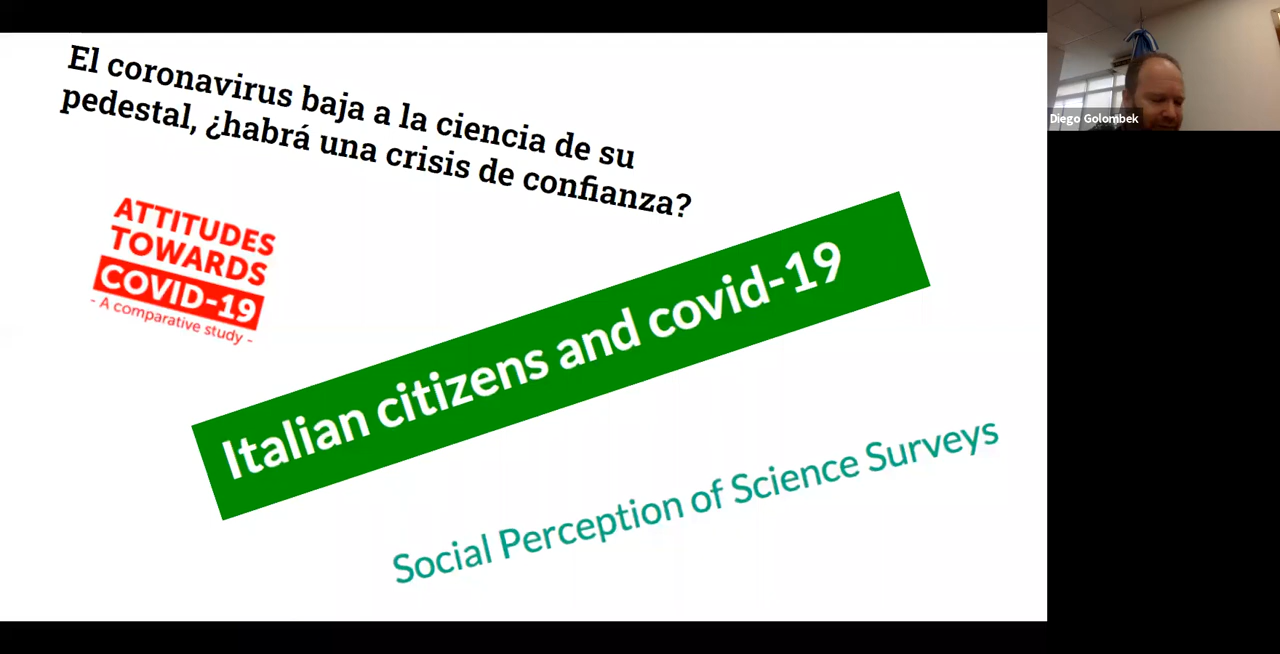 El coronavirus baja a la ciencia de su
pedestal, ¿habrá una crisis de confianza?
ATTITUDES
TOWARDS
COVID-19
- A comparative study -
Italian citizens and covid-19
Social Perception of Science Surveys
Diego Golombek